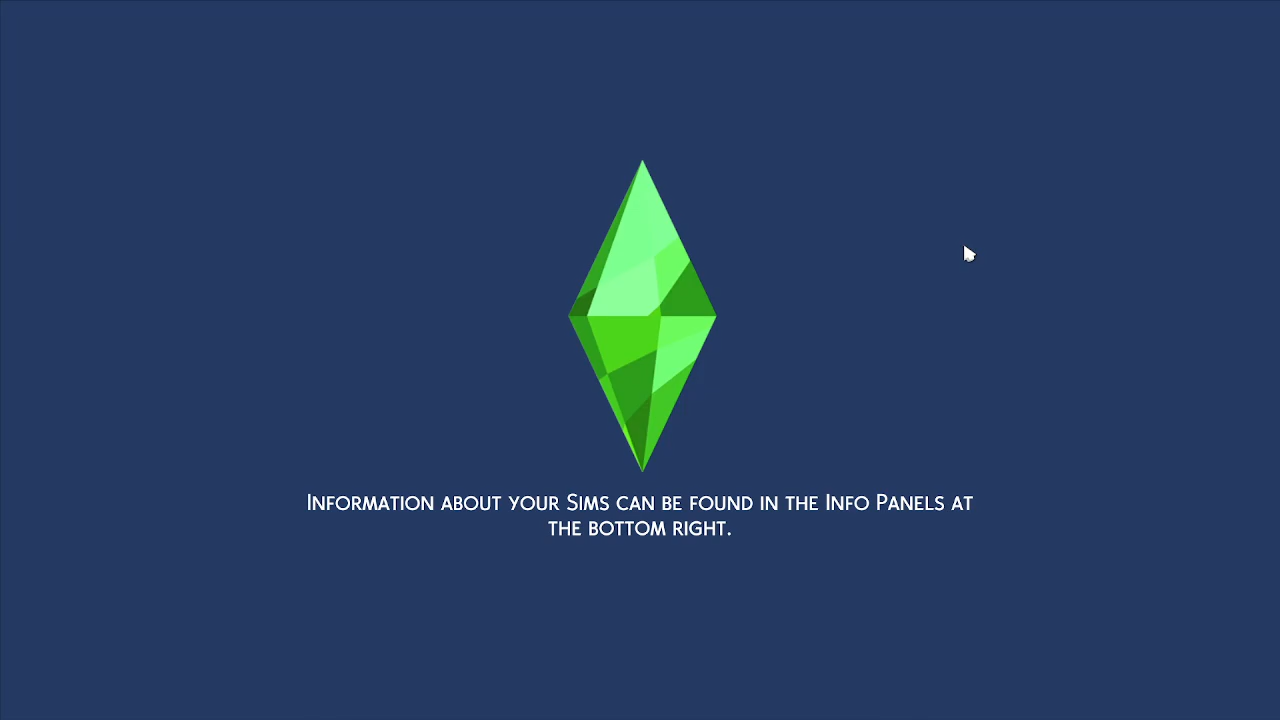 Information about your Sims can be found in the Info Panels at
the bottom right.